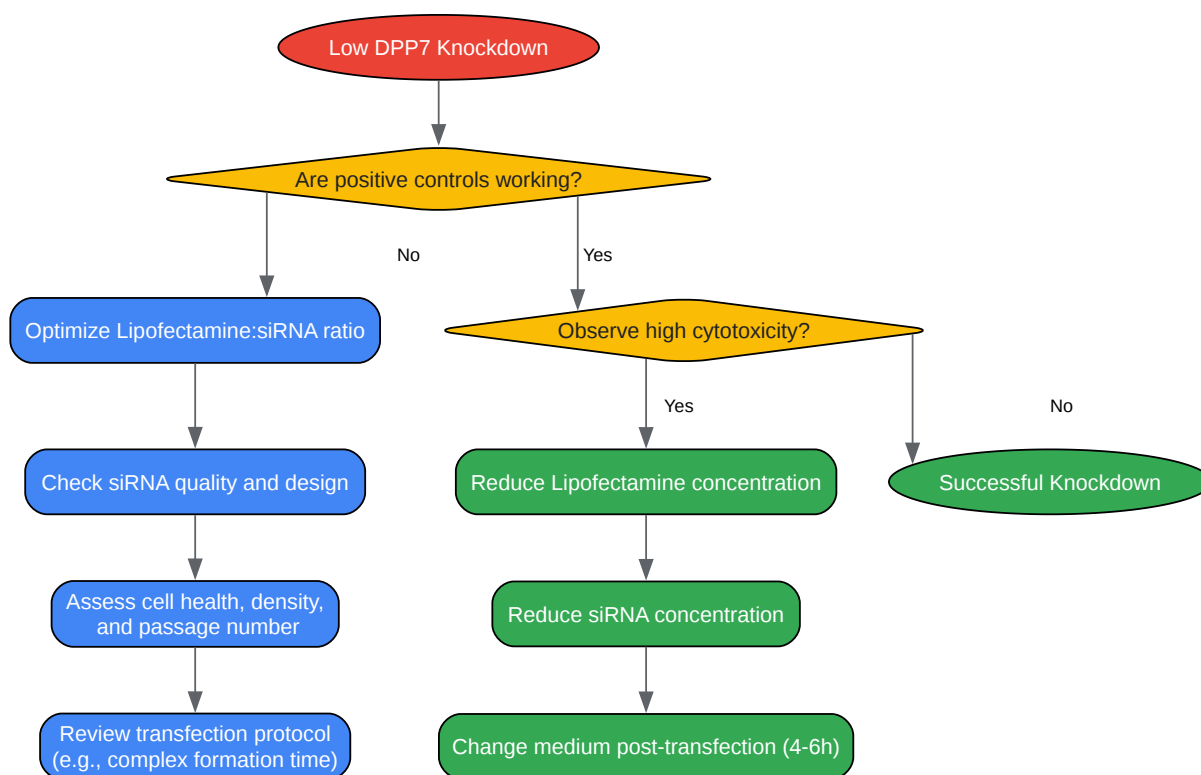 Low DPP7 Knockdown
Are positive controls working?
No
Yes
Optimize Lipofectamine:siRNA ratio
Observe high cytotoxicity?
Yes
No
Check siRNA quality and design
Reduce Lipofectamine concentration
Successful Knockdown
Assess cell health, density,
and passage number
Reduce siRNA concentration
Review transfection protocol
(e.g., complex formation time)
Change medium post-transfection (4-6h)